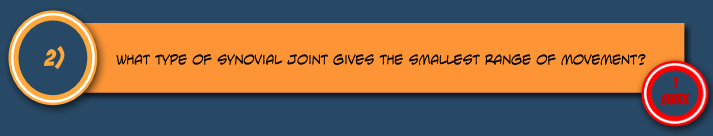 2)
WHAT TYPE OF SYNOVIAL JOINT GIVES THE SMALLEST RANGE OF MOVEMENT?
1
MARK